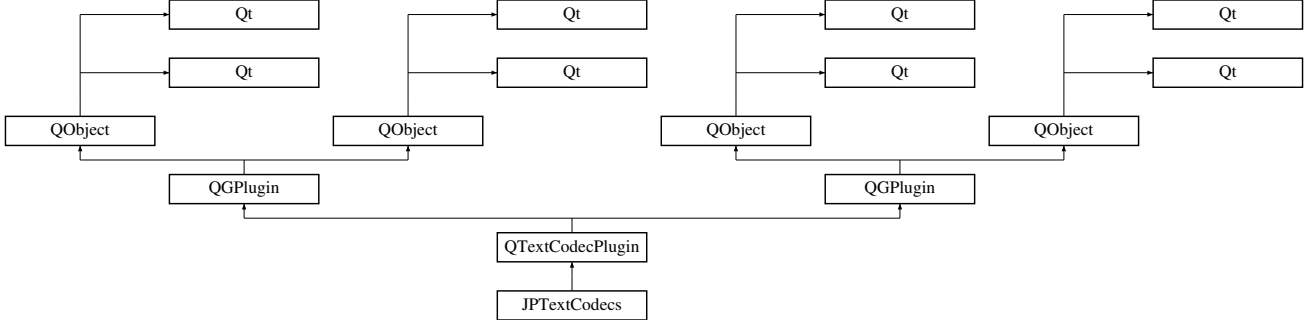 Qt Qt Qt Qt
Qt Qt Qt Qt
QObject QObject QObject QObject
QGPlugin QGPlugin
QTextCodecPlugin
JPTextCodecs